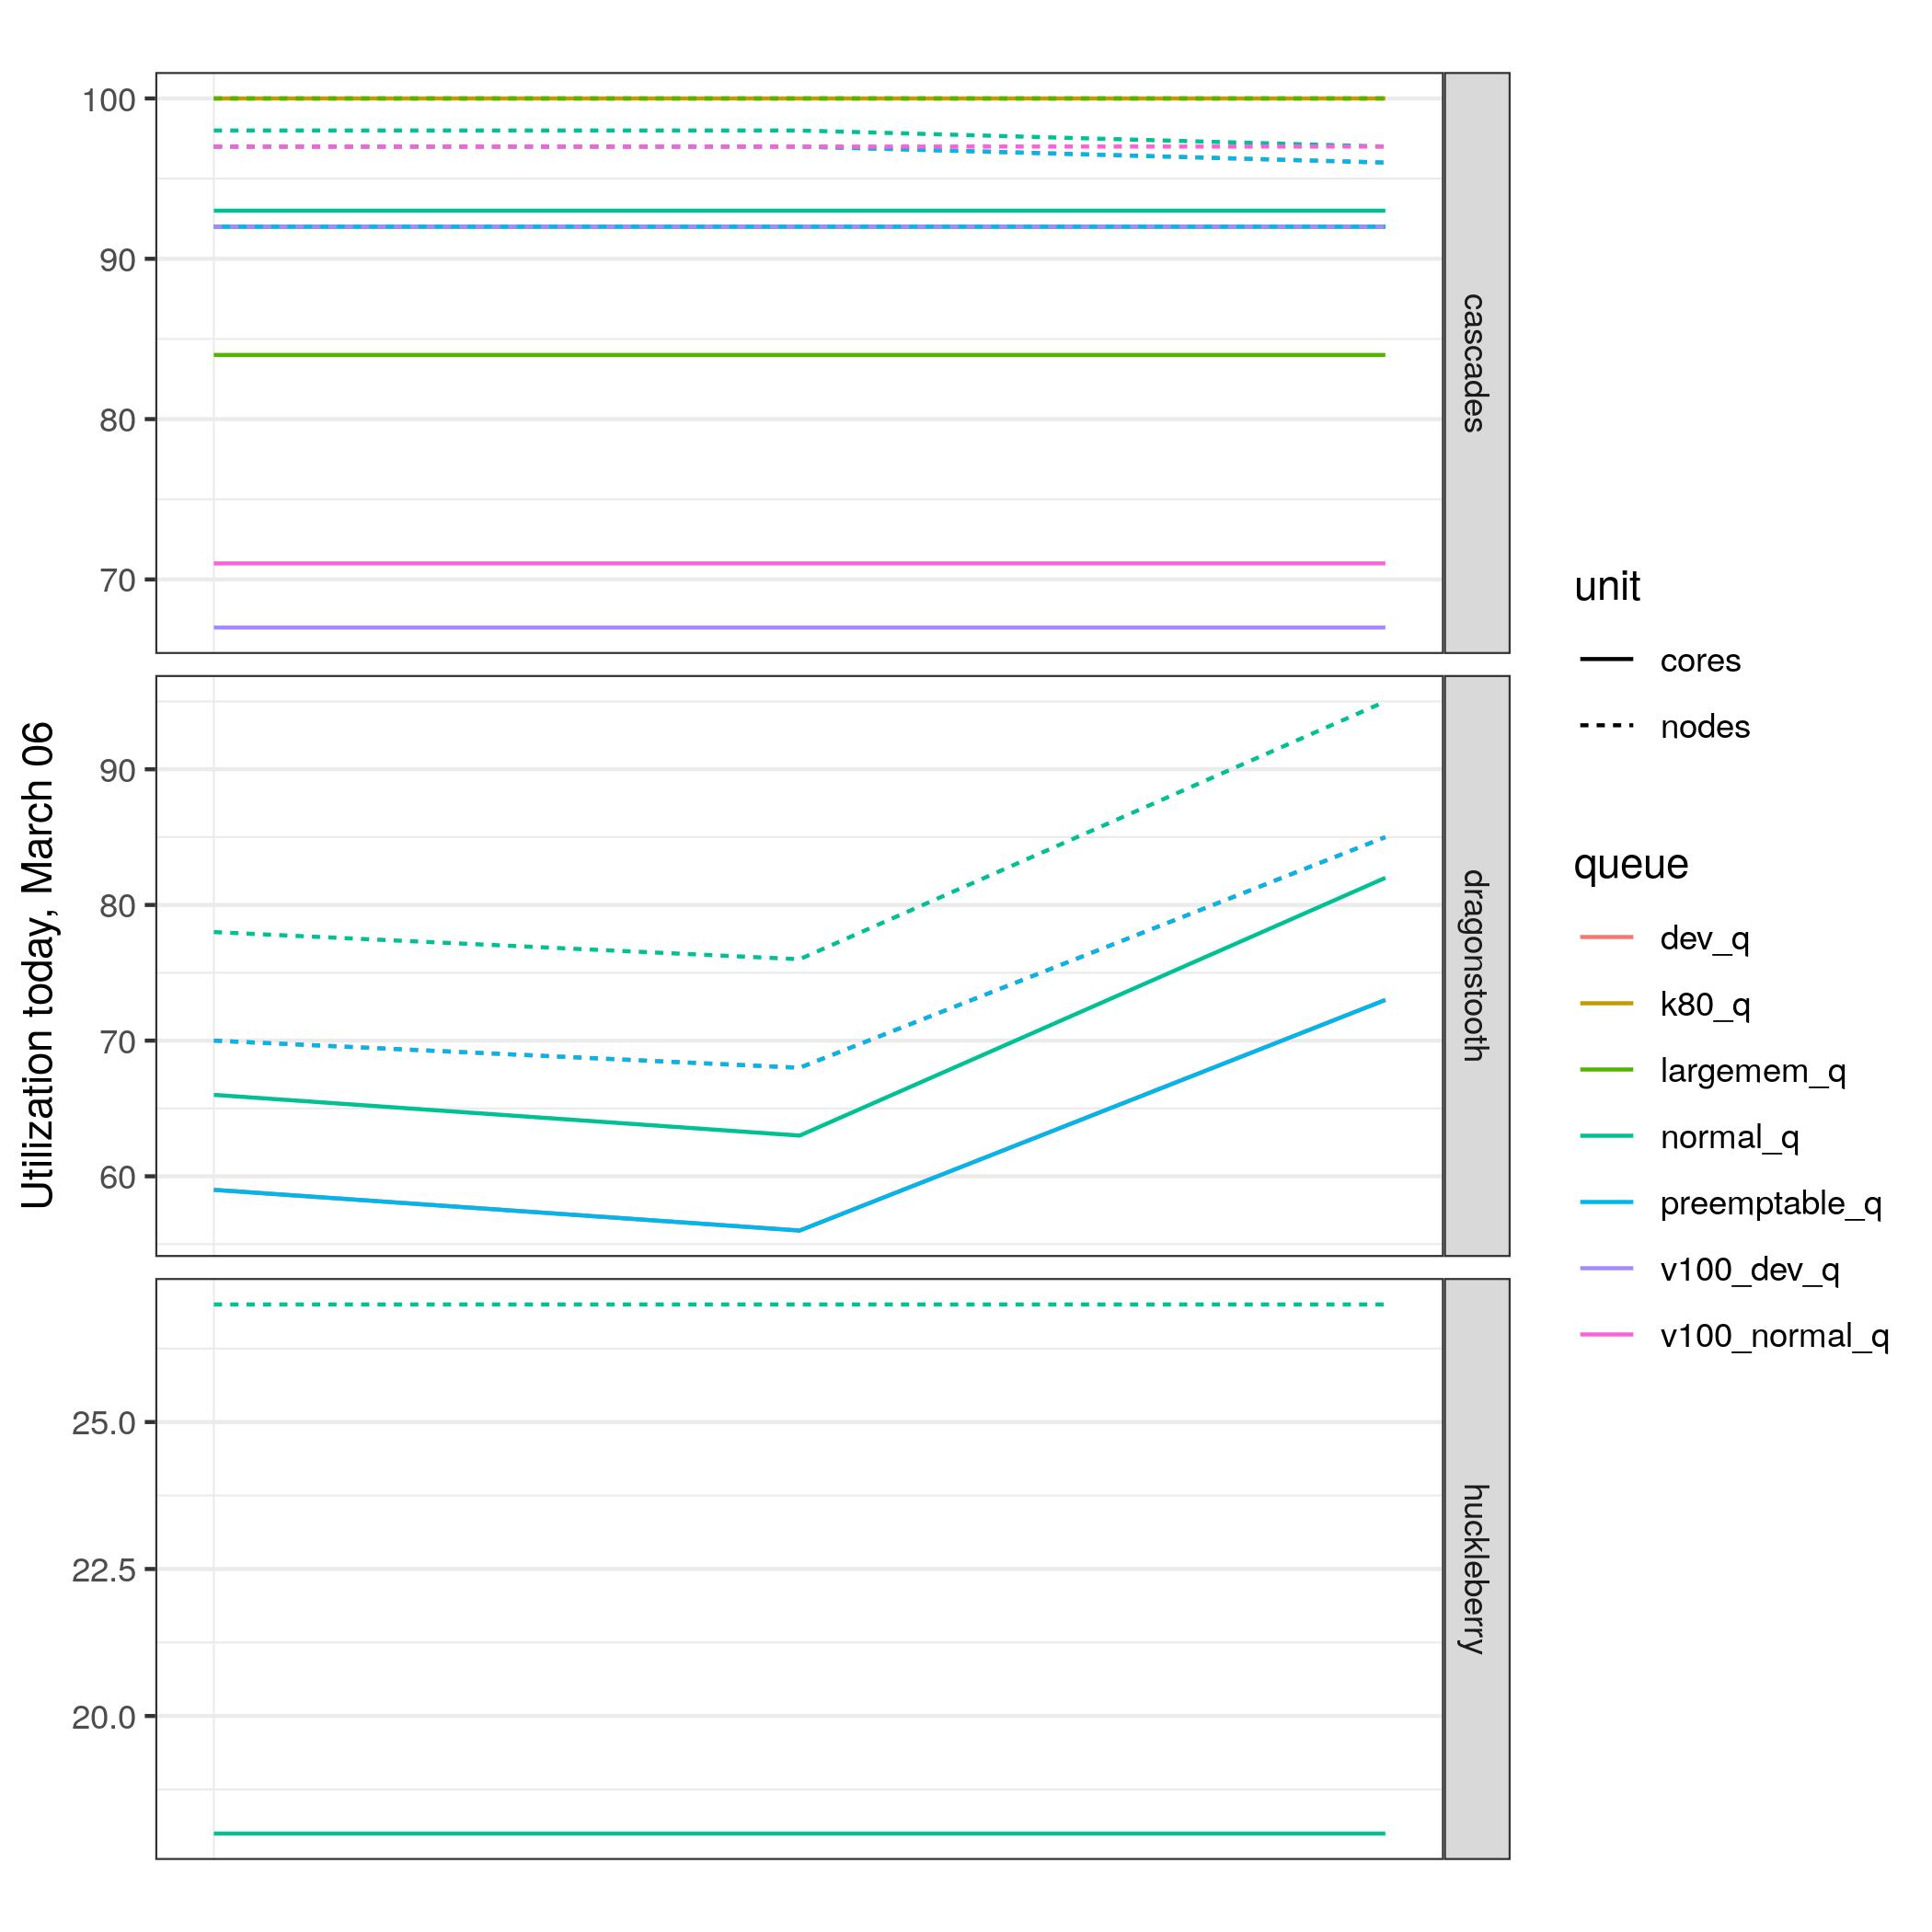 Utilization today, March 06
100
90
80
70
cascades
90
80
70
60
dragonstooth
25.0
22.5
20.0
huckleberry
unit
cores
nodes
queue
dev_q
k80_q
largemem_q
normal_q
preemptable_q
v100_dev_q
v100_normal_q